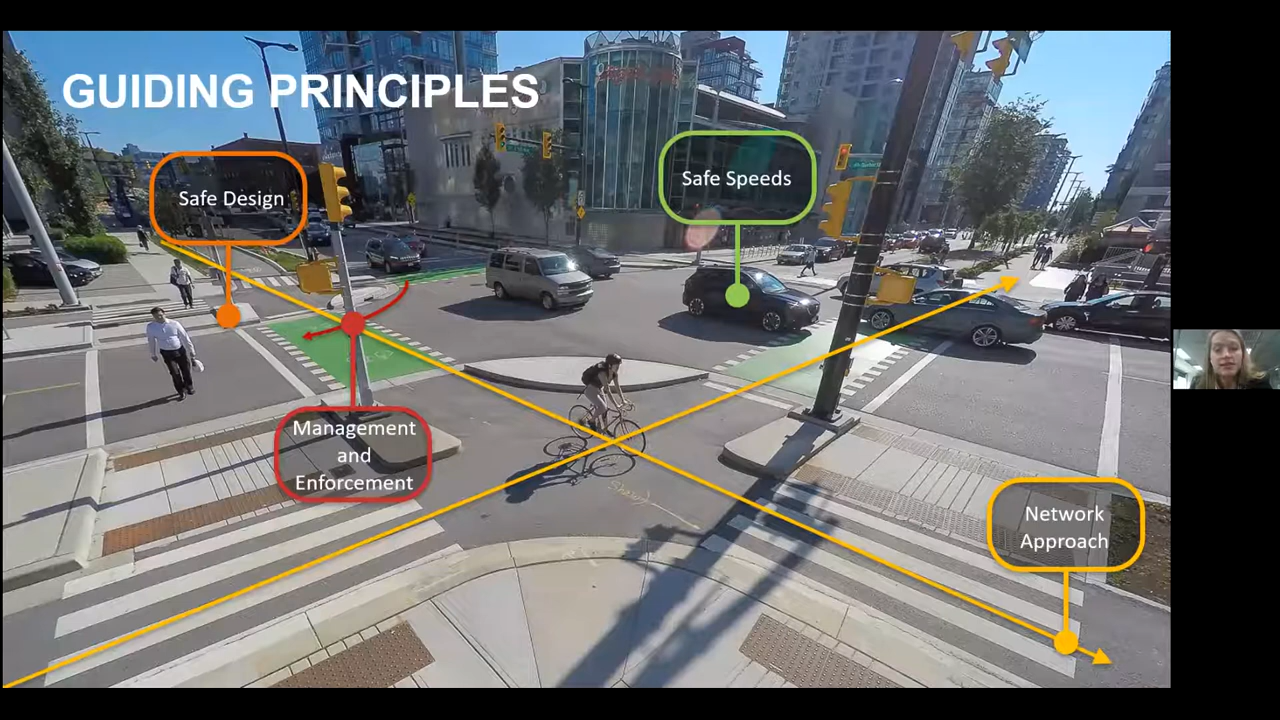 GUIDING PRINCIPLES
Safe Design
Safe Speeds
Management
and
Enforcement
Network
Approach